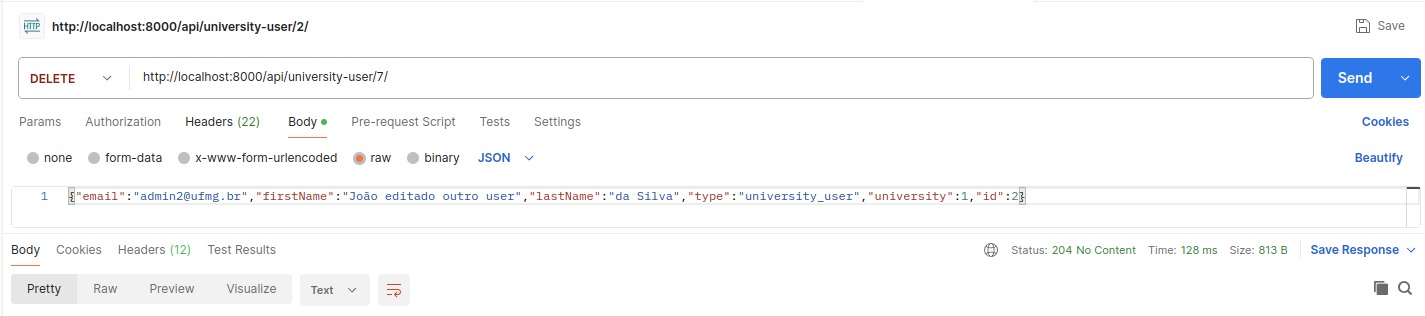 HTTP http://localhost:8000/api/university-user/2/ Save
DELETE http://localhost:8000/api/university-user/7/ Send
Params Authorization Headers (22) Body Pre-request Script Tests Settings Cookies
none form-data x-www-form-urlencoded raw binary JSON Beautify
1 {"email":"admin2@ufmg.br","firstName":"João editado outro user","lastName":"da Silva","type":"university_user","university":1,"id":2}
Body Cookies Headers (12) Test Results Status: 204 No Content Time: 128 ms Size: 813 B Save Response
Pretty Raw Preview Visualize Text